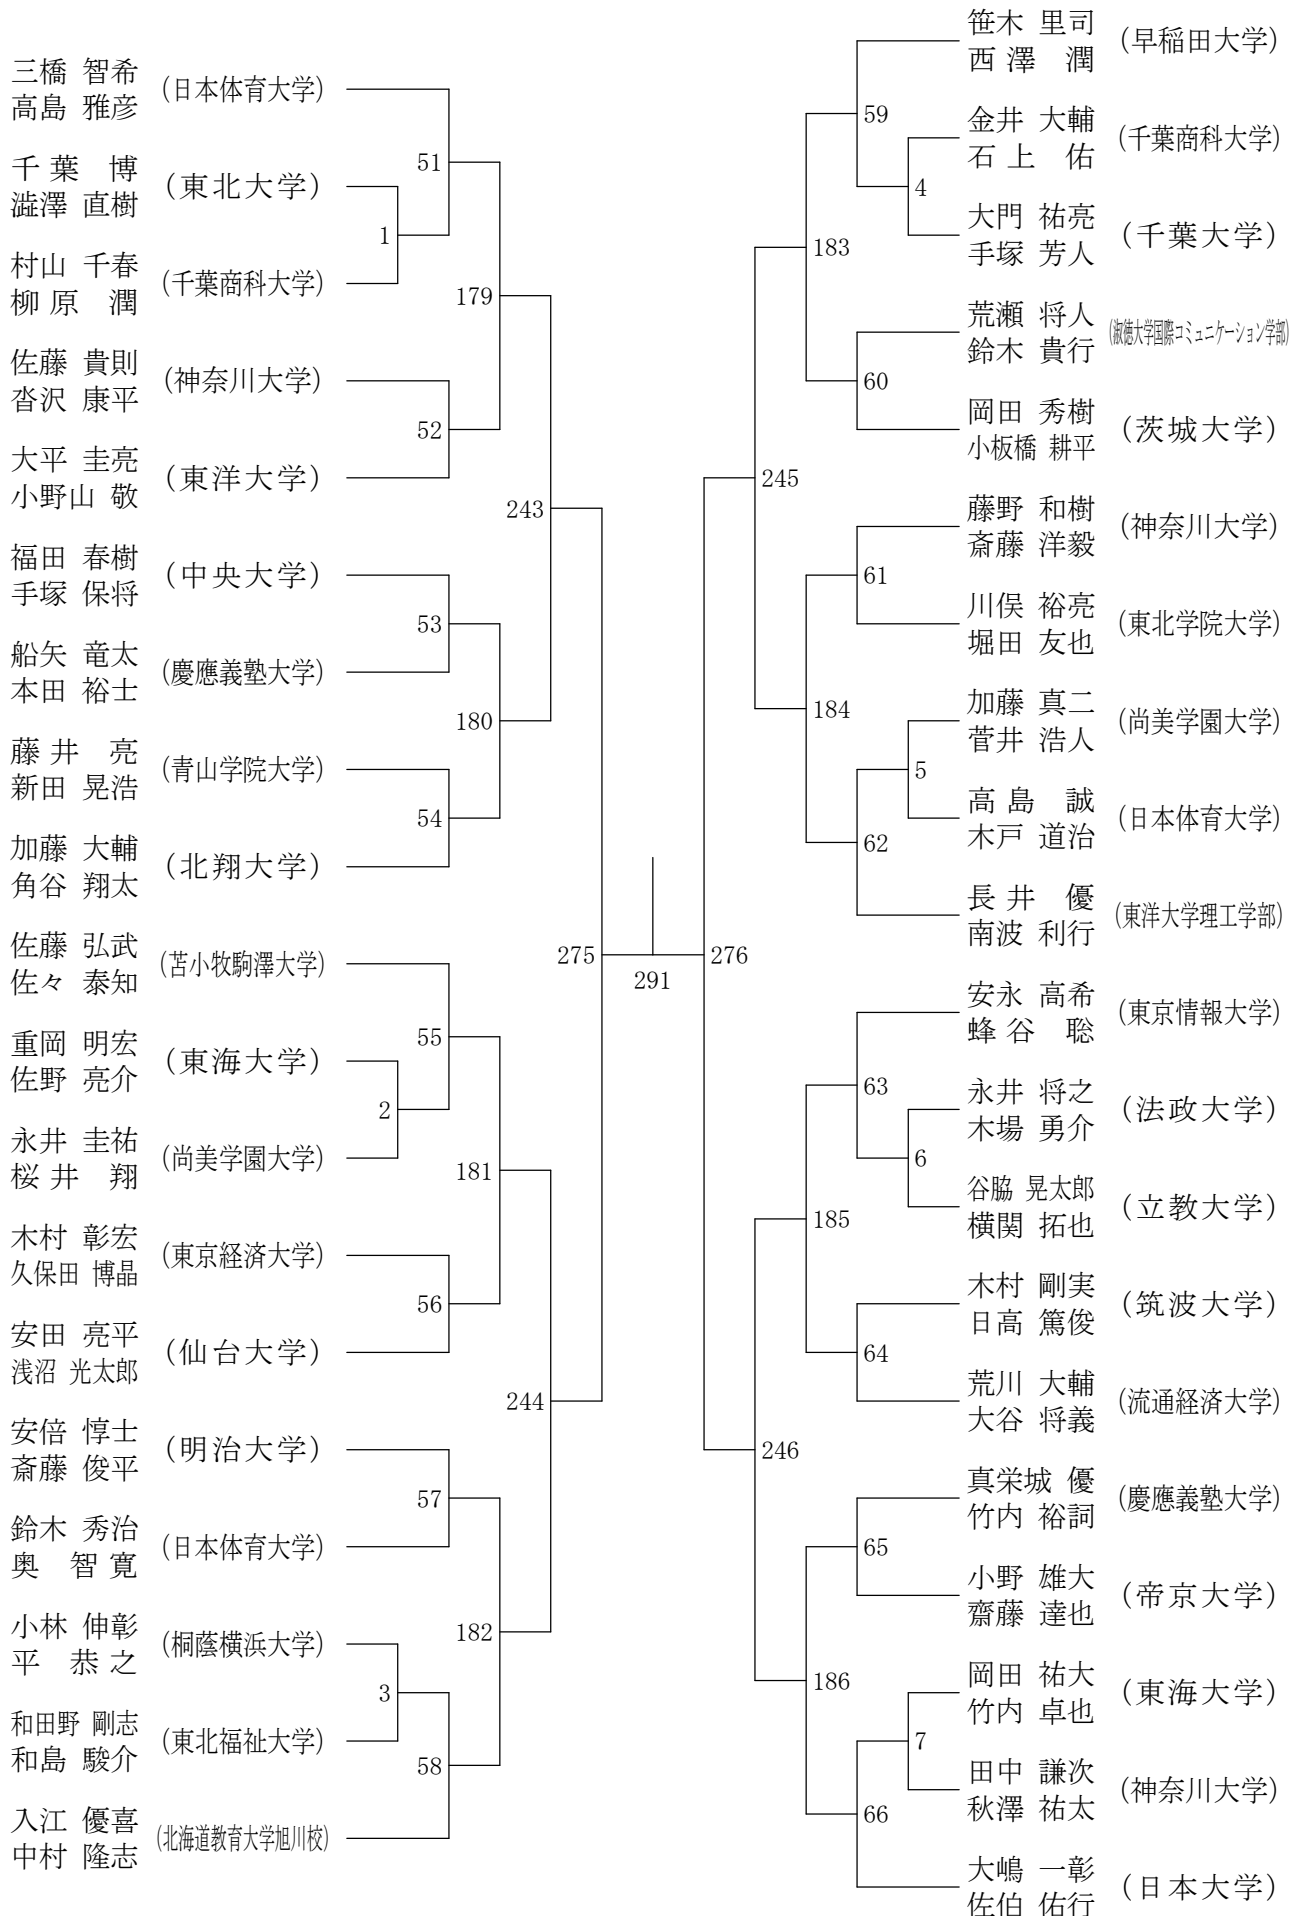 三橋 智希
高島 雅彦
(日本体育大学)
千葉 博
澁澤 直樹
(東北大学)
村山 千春
柳原 潤
(千葉商科大学)
佐藤 貴則
沓沢 康平
(神奈川大学)
大平 圭亮
小野山 敬
(東洋大学)
福田 春樹
手塚 保将
(中央大学)
船矢 竜太
本田 裕士
(慶應義塾大学)
藤井 亮
新田 晃浩
(青山学院大学)
加藤 大輔
角谷 翔太
(北翔大学)
佐藤 弘武
佐々 泰知
(苫小牧駒澤大学)
重岡 明宏
佐野 亮介
(東海大学)
永井 圭祐
桜井 翔
(尚美学園大学)
木村 彰宏
久保田 博晶
(東京経済大学)
安田 亮平
浅沼 光太郎
(仙台大学)
安倍 惇士
斎藤 俊平
(明治大学)
鈴木 秀治
奥 智寛
(日本体育大学)
小林 伸彰
平 恭之
(桐蔭横浜大学)
和田野 剛志
和島 駿介
(東北福祉大学)
入江 優喜
中村 隆志
(北海道教育大学旭川校)
1
2
3
51
52
53
54
55
56
57
58
179
180
181
182
243
244
275
291
276
245
246
183
184
185
186
59
60
61
62
63
64
65
66
4
5
6
7
笹木 里司
西澤 潤
(早稲田大学)
金井 大輔
石上 佑
(千葉商科大学)
大門 祐亮
手塚 芳人
(千葉大学)
荒瀬 将人
鈴木 貴行
(淑徳大学国際コミュニケーション学部)
岡田 秀樹
小板橋 耕平
(茨城大学)
藤野 和樹
斎藤 洋毅
(神奈川大学)
川俣 裕亮
堀田 友也
(東北学院大学)
加藤 真二
菅井 浩人
(尚美学園大学)
高島 誠
木戸 道治
(日本体育大学)
長井 優
南波 利行
(東洋大学理工学部)
安永 高希
蜂谷 聡
(東京情報大学)
永井 将之
木場 勇介
(法政大学)
谷脇 晃太郎
横関 拓也
(立教大学)
木村 剛実
日高 篤俊
(筑波大学)
荒川 大輔
大谷 将義
(流通経済大学)
真栄城 優
竹内 裕詞
(慶應義塾大学)
小野 雄大
齋藤 達也
(帝京大学)
岡田 祐大
竹内 卓也
(東海大学)
田中 謙次
秋澤 祐太
(神奈川大学)
大嶋 一彰
佐伯 佑行
(日本大学)